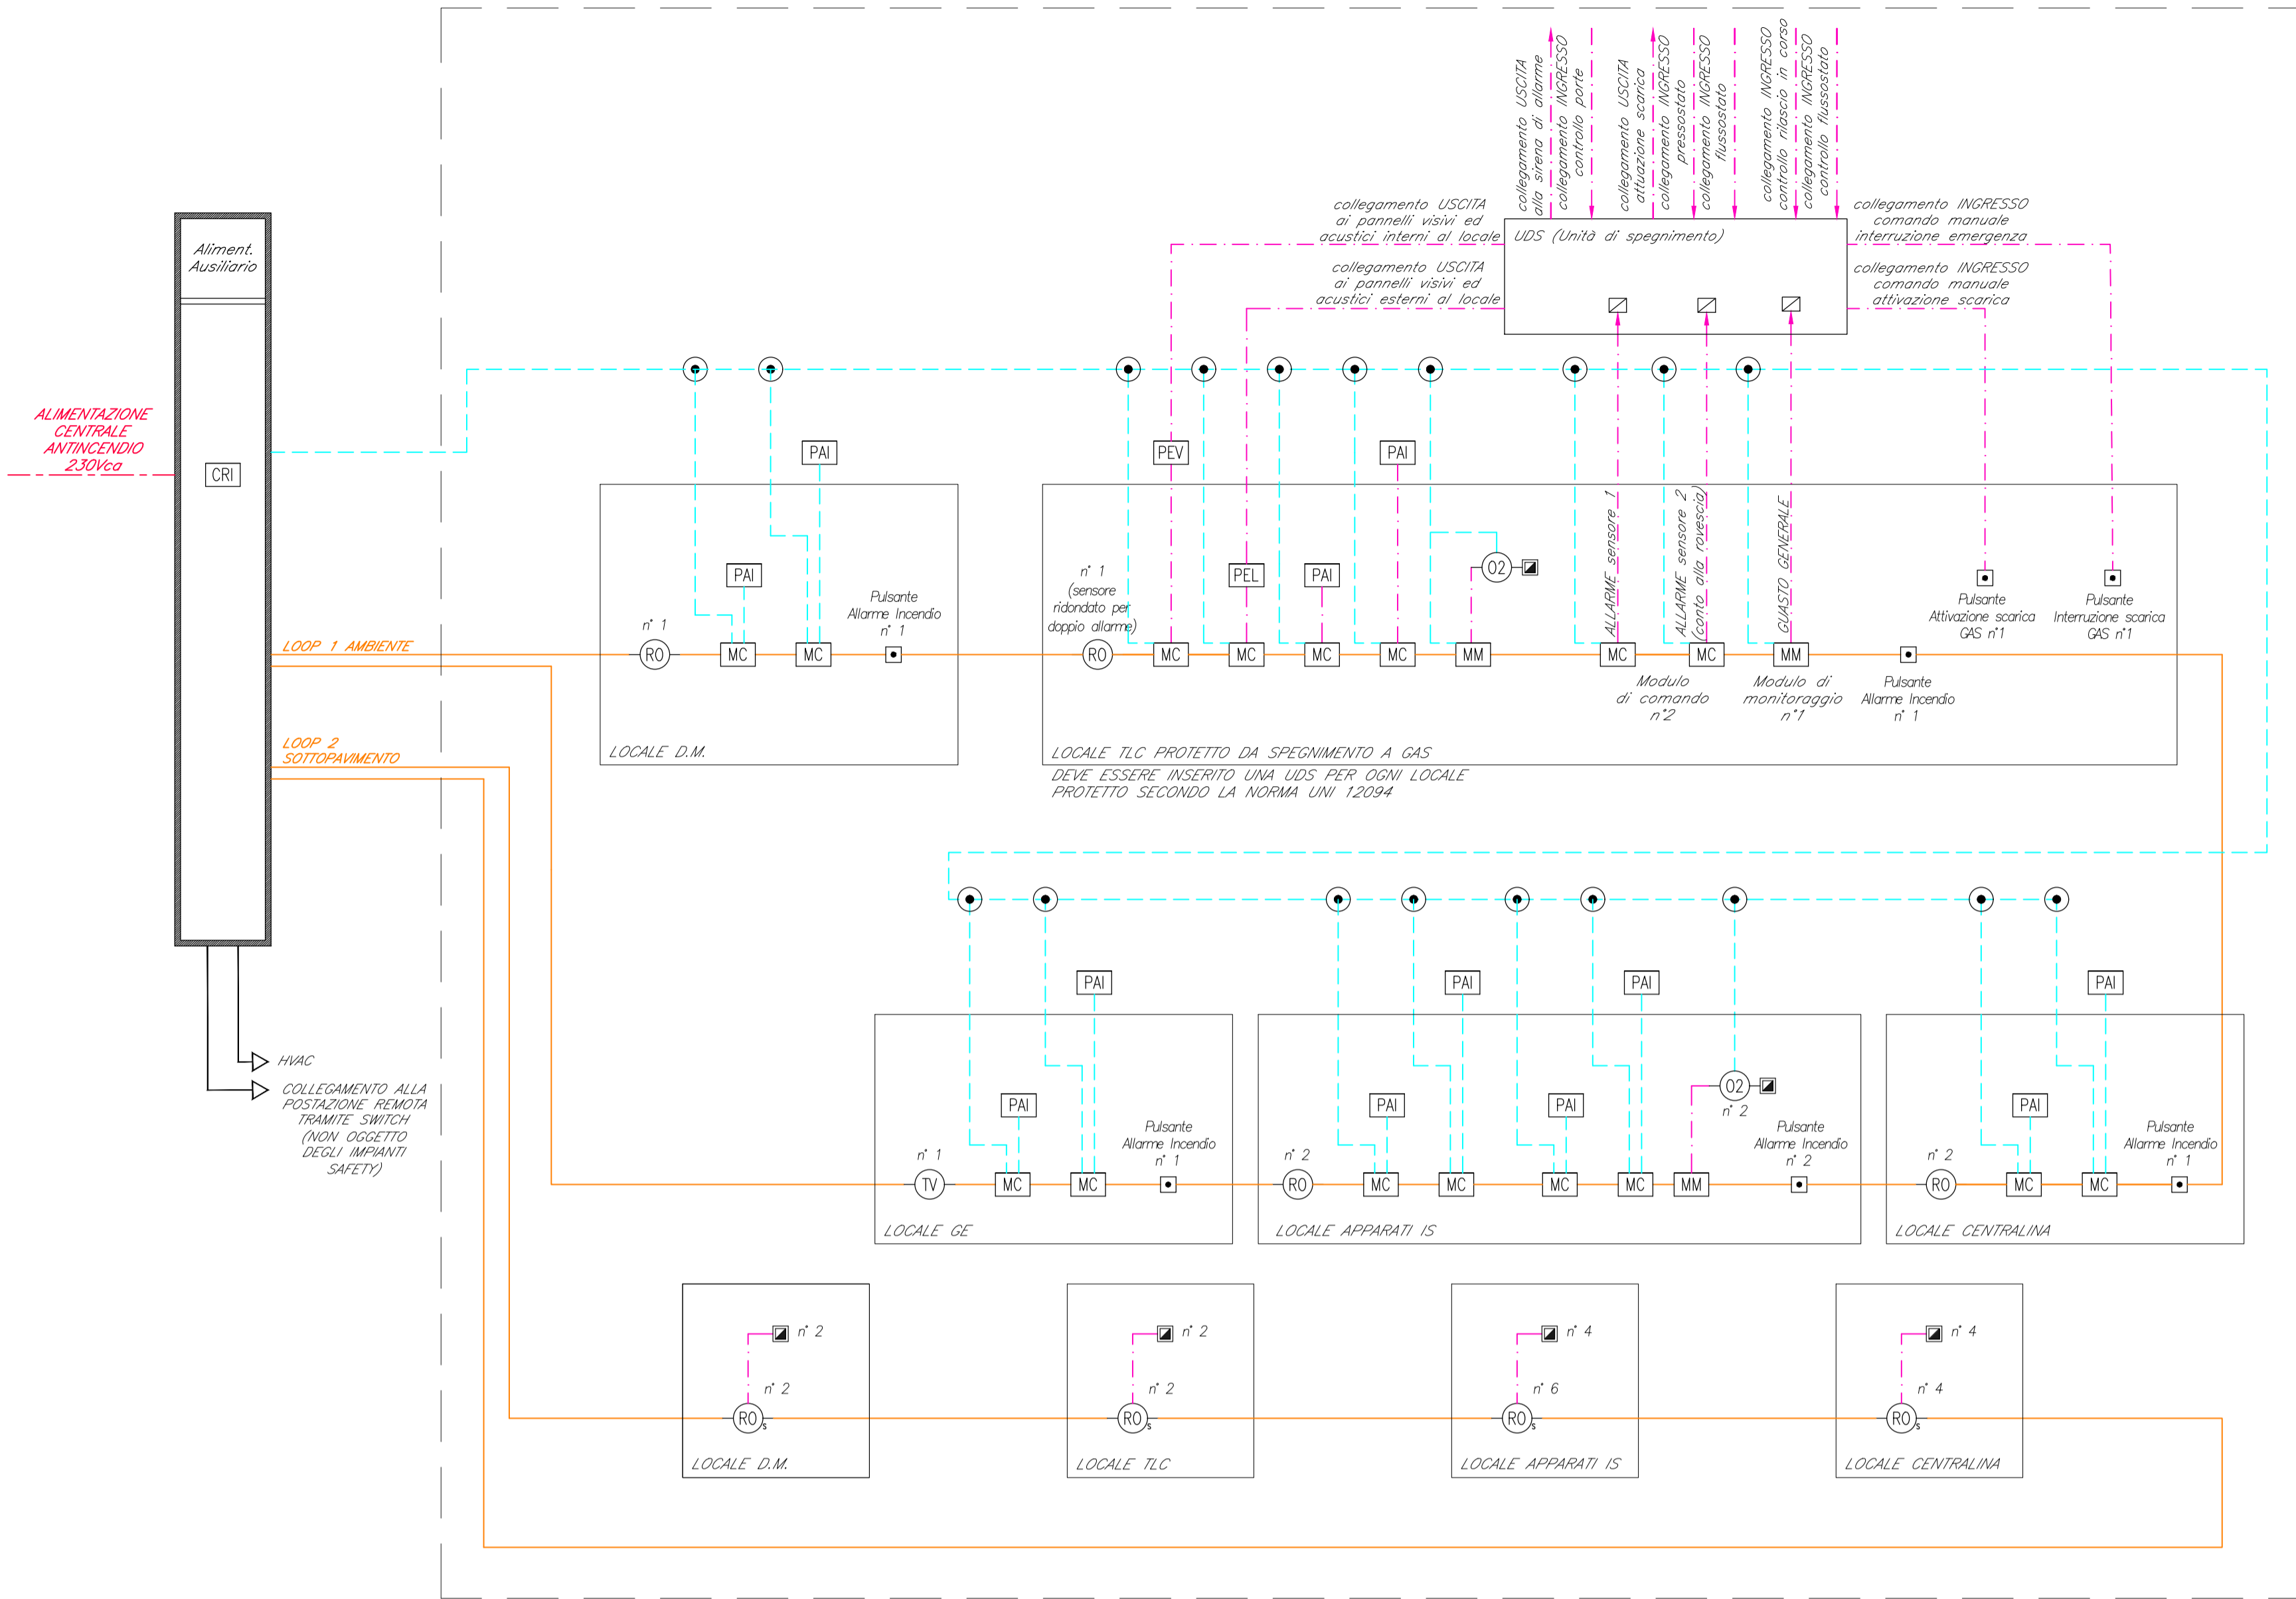 collegamento USCITA
alla sirena di allarme
collegamento INGRESSO
controllo porte
collegamento USCITA
attuazione scarica
collegamento INGRESSO
pressostato
collegamento INGRESSO
flussostato
collegamento INGRESSO
controllo rilascio in corso
collegamento INGRESSO
controllo flussostato
collegamento USCITA
ai pannelli visivi ed
acustici interni al locale
collegamento USCITA
ai pannelli visivi ed
acustici esterni al locale
UDS (Unità di spegnimento)
collegamento INGRESSO
comando manuale
interruzione emergenza
collegamento INGRESSO
comando manuale
attivazione scarica
Aliment.
Ausiliario
ALIMENTAZIONE
CENTRALE
ANTINCENDIO
230Vca
CRI
LOOP 1 AMBIENTE
LOOP 2
SOTTOPAVIMENTO
HVAC
COLLEGAMENTO ALLA
POSTAZIONE REMOTA
TRAMITE SWITCH
(NON OGGETTO
DEGLI IMPIANTI
SAFETY)
PAI
PAI
n° 1
RO
MC
MC
Pulsante
Allarme Incendio
n° 1
LOCALE D.M.
PEV
PAI
n° 1
(sensore
ridondato per
doppio allarme)
PEL
PAI
O2
RO
MC
MC
MC
MC
MM
ALLARME sensore 1
ALLARME sensore 2
(conto alla rovescia)
GUASTO GENERALE
MC
MC
MM
Modulo
di comando
n°2
Modulo di
monitoraggio
n°1
Pulsante
Allarme Incendio
n° 1
Pulsante
Attivazione scarica
GAS n°1
Pulsante
Interruzione scarica
GAS n°1
LOCALE TLC PROTETTO DA SPEGNIMENTO A GAS
DEVE ESSERE INSERITO UNA UDS PER OGNI LOCALE
PROTETTO SECONDO LA NORMA UNI 12094
PAI
PAI
n° 1
TV
MC
MC
Pulsante
Allarme Incendio
n° 1
LOCALE GE
PAI
PAI
PAI
PAI
O2
n° 2
n° 2
RO
MC
MC
MC
MC
MM
Pulsante
Allarme Incendio
n° 2
LOCALE APPARATI IS
PAI
PAI
n° 2
RO
MC
MC
Pulsante
Allarme Incendio
n° 1
LOCALE CENTRALINA
n° 2
n° 2
RO s
LOCALE D.M.
n° 2
n° 2
RO s
LOCALE TLC
n° 4
n° 6
RO s
LOCALE APPARATI IS
n° 4
n° 4
RO s
LOCALE CENTRALINA